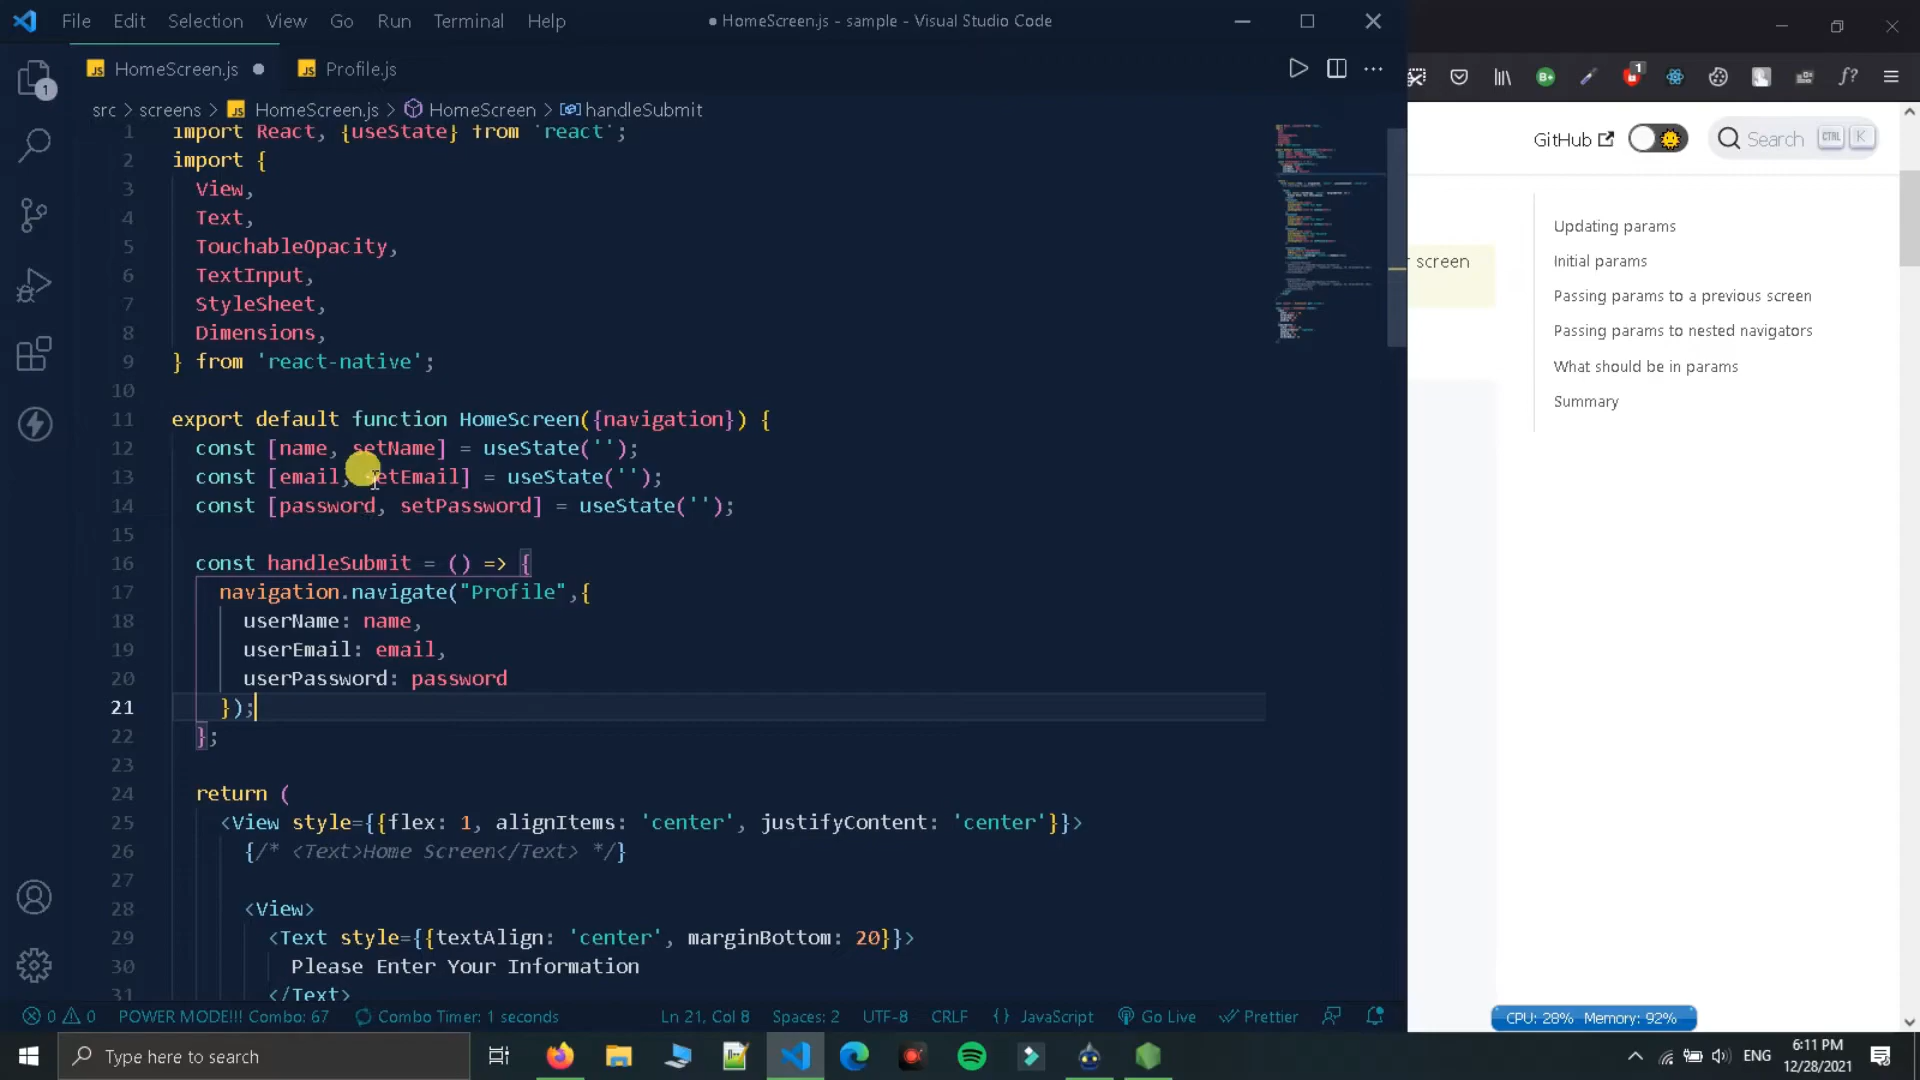 File Edit Selection View Go Run Terminal Help
● HomeScreen.js - sample - Visual Studio Code
JS HomeScreen.js ● JS Profile.js
src > screens > JS HomeScreen.js > HomeScreen > handleSubmit
1 import React, {useState} from 'react';
2 import {
3 View,
4 Text,
5 TouchableOpacity,
6 TextInput,
7 StyleSheet,
8 Dimensions,
9 } from 'react-native';
10
11 export default function HomeScreen({navigation}) {
12 const [name, setName] = useState('');
13 const [email, setEmail] = useState('');
14 const [password, setPassword] = useState('');
15
16 const handleSubmit = () => {
17 navigation.navigate("Profile",{
18 userName: name,
19 userEmail: email,
20 userPassword: password
21 });
22 };
23
24 return (
25 <View style={{flex: 1, alignItems: 'center', justifyContent: 'center'}}>
26 {/* <Text>Home Screen</Text> */}
27
28 <View>
29 <Text style={{textAlign: 'center', marginBottom: 20}}>
30 Please Enter Your Information
31 </Text>
1
0 0 POWER MODE!!! Combo: 67 Combo Timer: 1 seconds Ln 21, Col 8 Spaces: 2 UTF-8 CRLF {} JavaScript Go Live Prettier
B+ 1 f?
GitHub Search CTRL K
screen
Updating params
Initial params
Passing params to a previous screen
Passing params to nested navigators
What should be in params
Summary
CPU: 28% Memory: 92%
Type here to search
ENG 6:11 PM
12/28/2021